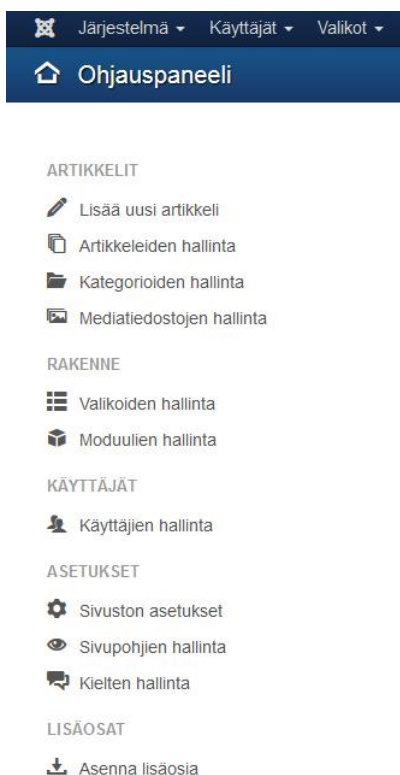 Järjestelmä Käyttäjät Valikot
Ohjauspaneeli
ARTIKKELIT
Lisää uusi artikkeli
Artikkeleiden hallinta
Kategorioiden hallinta
Mediatiedostojen hallinta
RAKENNE
Valikoiden hallinta
Moduulien hallinta
KÄYTTÄJÄT
Käyttäjien hallinta
ASETUKSET
Sivuston asetukset
Sivupohjien hallinta
Kielten hallinta
LISÄOSAT
Asenna lisäosia